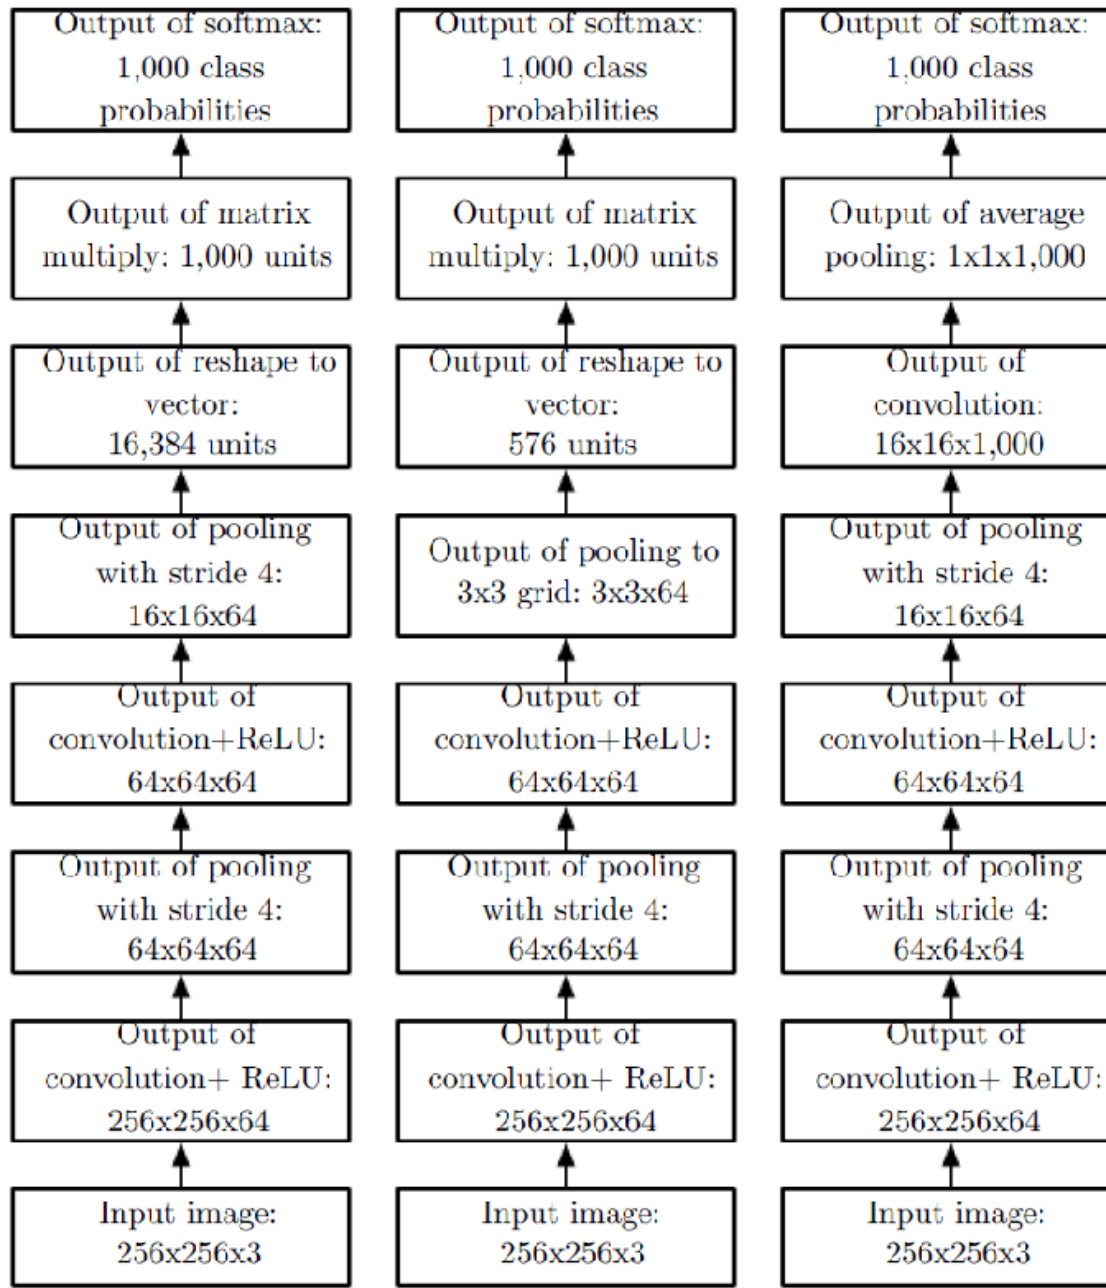 Output of softmax:
1,000 class
probabilities
Output of matrix
multiply: 1,000 units
Output of reshape to
vector:
16,384 units
Output of pooling
with stride 4:
16x16x64
Output of
convolution+ReLU:
64x64x64
Output of pooling
with stride 4:
64x64x64
Output of
convolution+ ReLU:
256x256x64
Input image:
256x256x3
Output of softmax:
1,000 class
probabilities
Output of matrix
multiply: 1,000 units
Output of reshape to
vector:
576 units
Output of pooling to
3x3 grid: 3x3x64
Output of
convolution+ReLU:
64x64x64
Output of pooling
with stride 4:
64x64x64
Output of
convolution+ ReLU:
256x256x64
Input image:
256x256x3
Output of softmax:
1,000 class
probabilities
Output of average
pooling: 1x1x1,000
Output of
convolution:
16x16x1,000
Output of pooling
with stride 4:
16x16x64
Output of
convolution+ReLU:
64x64x64
Output of pooling
with stride 4:
64x64x64
Output of
convolution+ ReLU:
256x256x64
Input image:
256x256x3